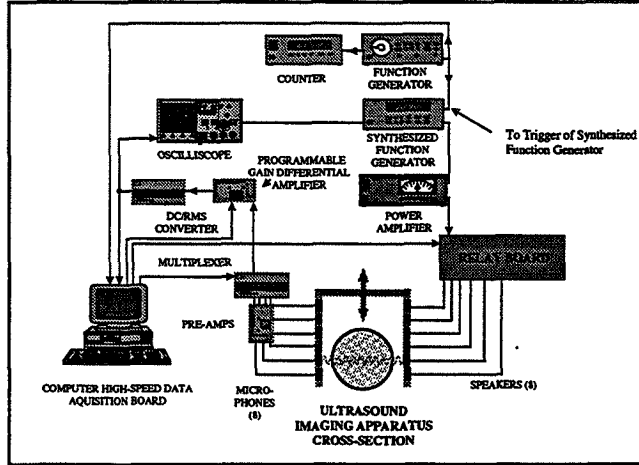 COUNTER
FUNCTION
GENERATOR
OSCILLISCOPE
SYNTHESIZED
FUNCTION
GENERATOR
To Trigger of Synthesized
Function Generator
PROGRAMMABLE
GAIN DIFFERENTIAL
AMPLIFIER
DC/RMS
CONVERTER
POWER
AMPLIFIER
MULTIPLEXER
RELAY BOARD
PRE-AMPS
COMPUTER HIGH-SPEED DATA
AQUISITION BOARD
MICRO-
PHONES
(8)
SPEAKERS (8)
ULTRASOUND
IMAGING APPARATUS
CROSS-SECTION